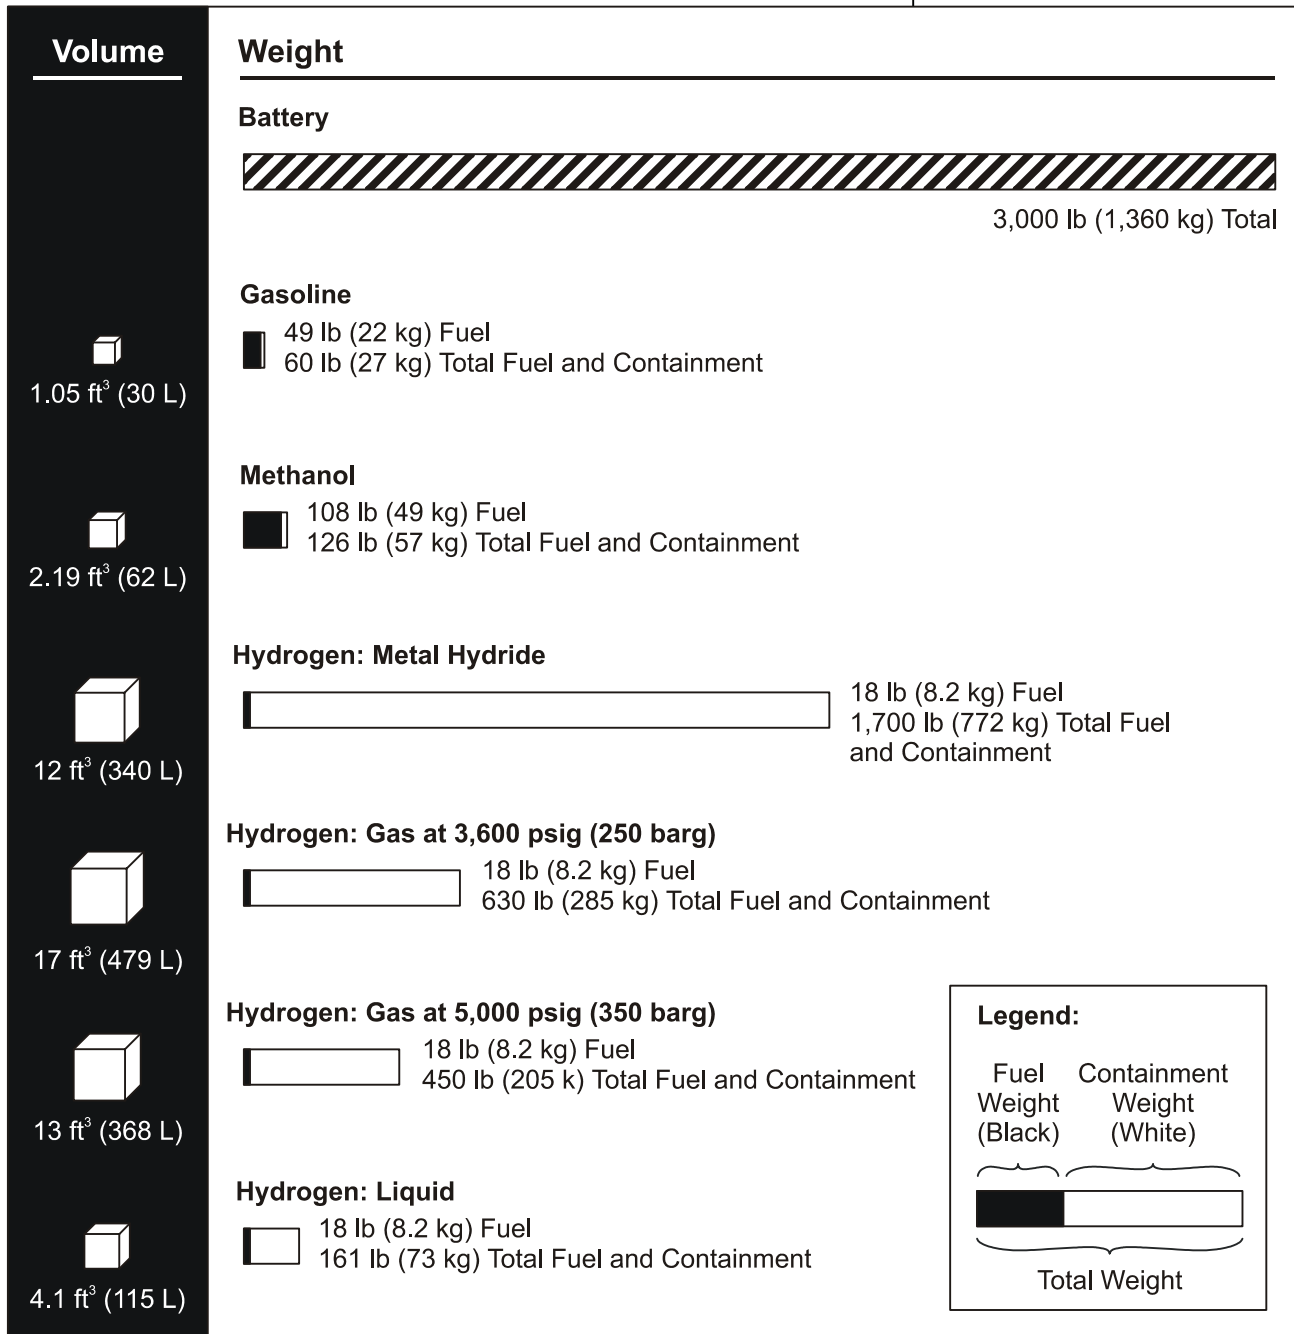 Volume
Weight
Battery
3,000 lb (1,360 kg) Total
Gasoline
49 lb (22 kg) Fuel
60 lb (27 kg) Total Fuel and Containment
1.05 ft³ (30 L)
Methanol
108 lb (49 kg) Fuel
126 lb (57 kg) Total Fuel and Containment
2.19 ft³ (62 L)
Hydrogen: Metal Hydride
18 lb (8.2 kg) Fuel
1,700 lb (772 kg) Total Fuel
and Containment
12 ft³ (340 L)
Hydrogen: Gas at 3,600 psig (250 barg)
18 lb (8.2 kg) Fuel
630 lb (285 kg) Total Fuel and Containment
17 ft³ (479 L)
Hydrogen: Gas at 5,000 psig (350 barg)
18 lb (8.2 kg) Fuel
450 lb (205 k) Total Fuel and Containment
13 ft³ (368 L)
Hydrogen: Liquid
18 lb (8.2 kg) Fuel
161 lb (73 kg) Total Fuel and Containment
4.1 ft³ (115 L)
Legend:
Fuel
Weight
(Black)
Containment
Weight
(White)
Total Weight